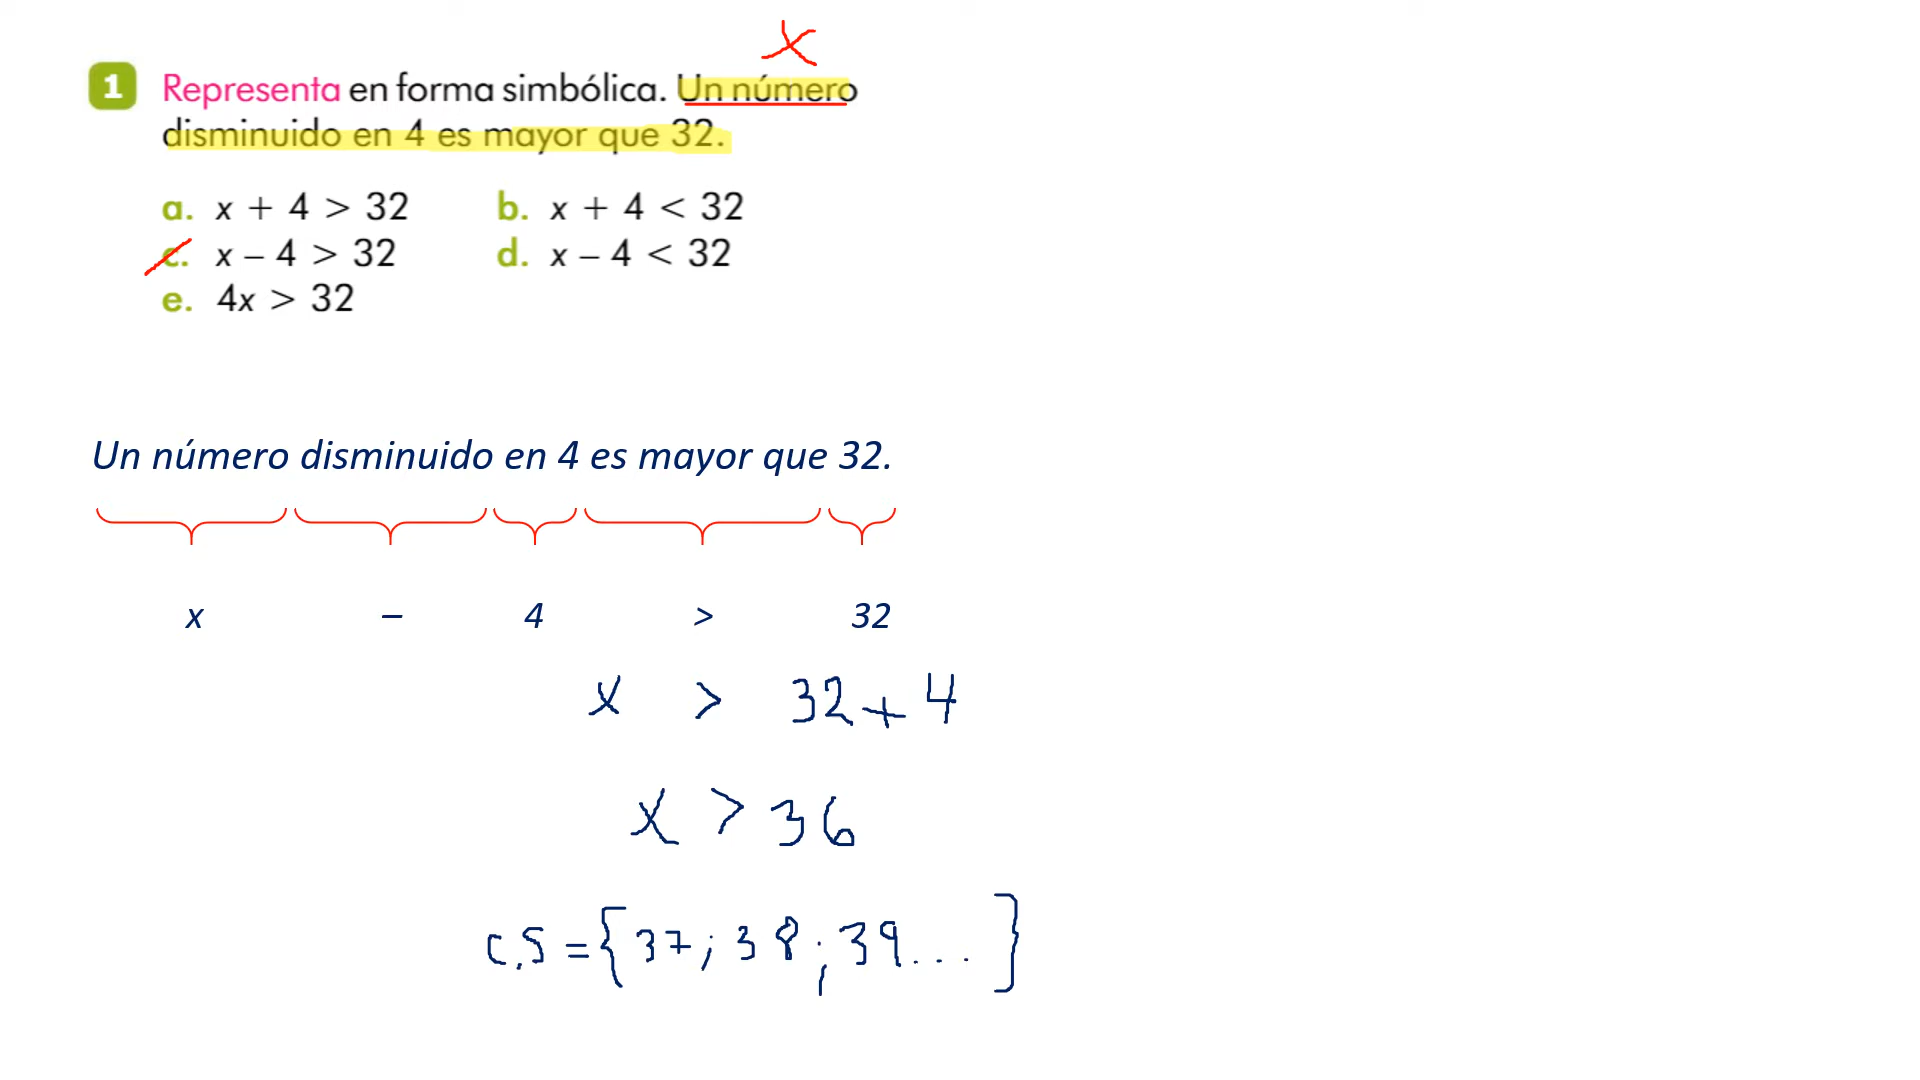 x
1 Representa en forma simbólica. Un número
disminuido en 4 es mayor que 32.
a. x + 4 > 32 b. x + 4 < 32
c. x – 4 > 32 d. x – 4 < 32
e. 4x > 32
Un número disminuido en 4 es mayor que 32.
x – 4 > 32
x > 32 + 4
x > 36
C.S = {37; 38; 39... }